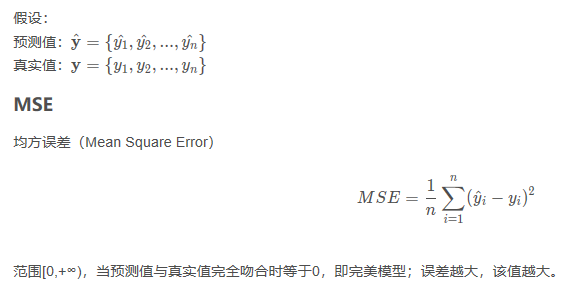 假设：
预测值：$\hat{\mathbf{y}} = \{\hat{y_1}, \hat{y_2}, ..., \hat{y_n}\}$
真实值：$\mathbf{y} = \{y_1, y_2, ..., y_n\}$
MSE
均方误差（Mean Square Error）
$MSE = \frac{1}{n} \sum_{i=1}^{n} (\hat{y}_i - y_i)^2$
范围[0,+∞)，当预测值与真实值完全吻合时等于0，即完美模型；误差越大，该值越大。